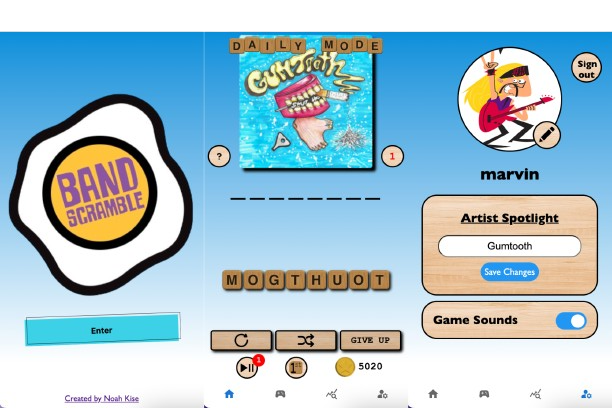 BAND
SCRAMBLE
Enter
Created by Noah Kise
DAILY MODE
GUMTooth
?
1
MOGTHUOT
GIVE UP
1
5020
Sign
out
marvin
Artist Spotlight
Gumtooth
Save Changes
Game Sounds